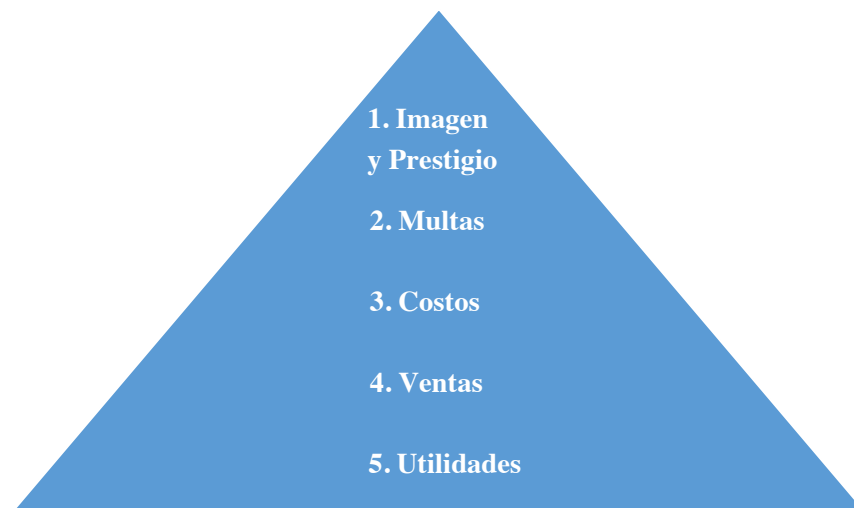 1. Imagen
y Prestigio
2. Multas
3. Costos
4. Ventas
5. Utilidades